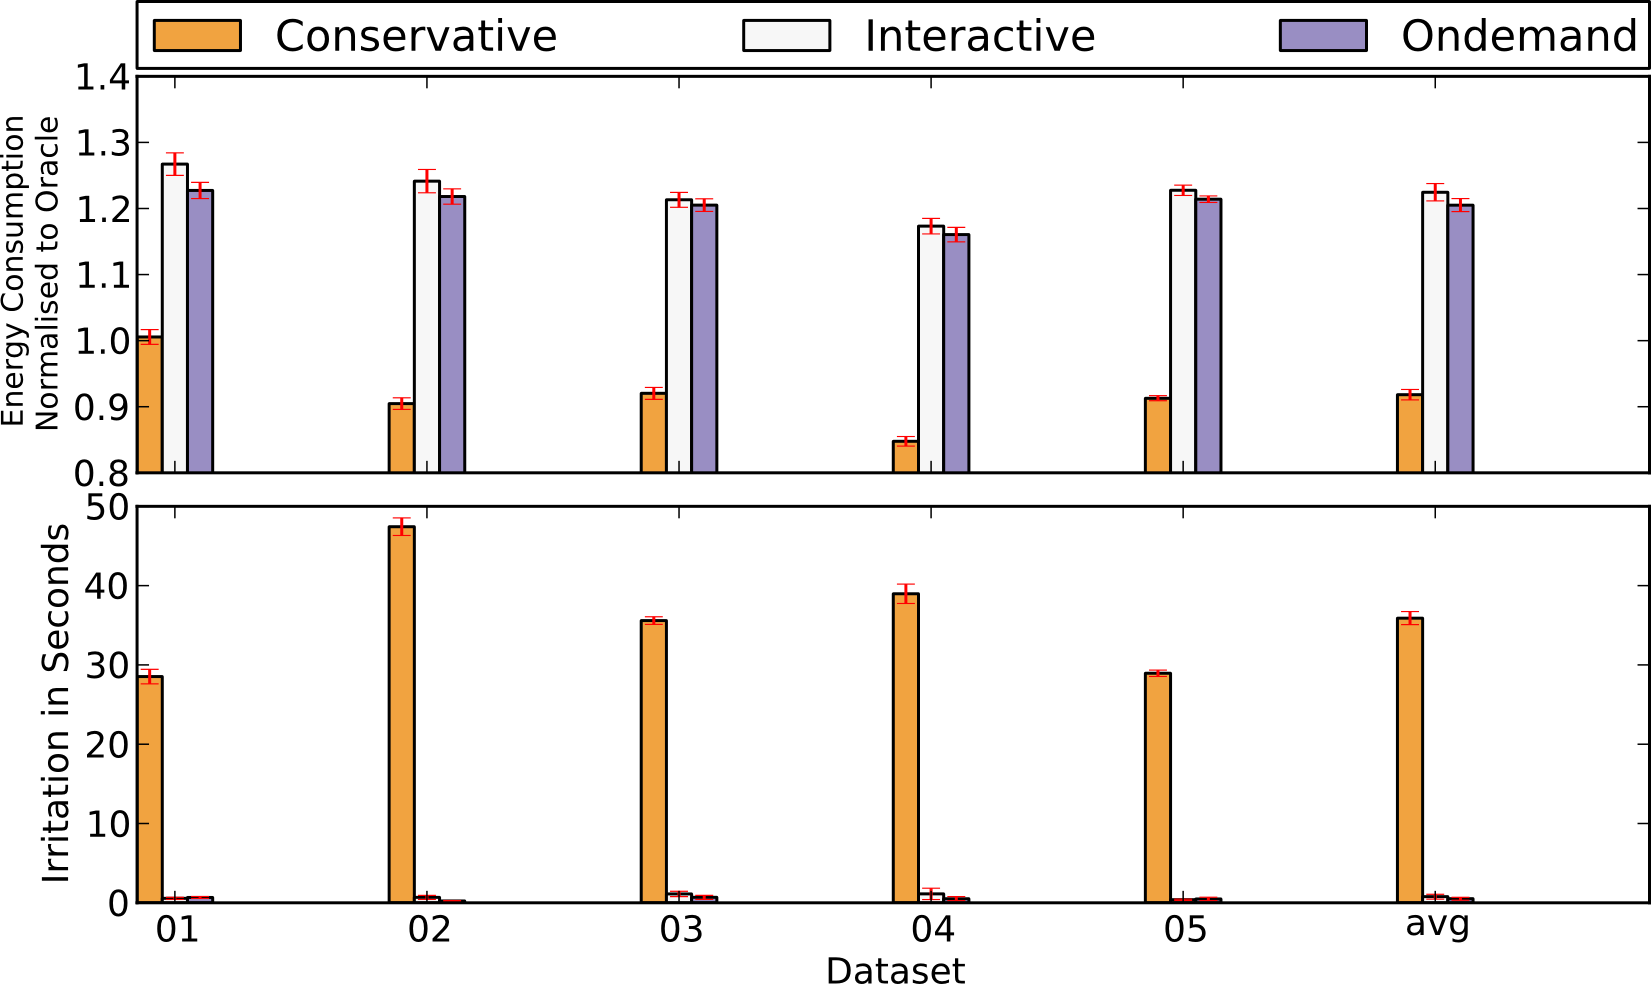 Conservative Interactive Ondemand
Energy Consumption
Normalised to Oracle
1.4
1.3
1.2
1.1
1.0
0.9
0.8
Irritation in Seconds
50
40
30
20
10
0
01 02 03 04 05 avg
Dataset